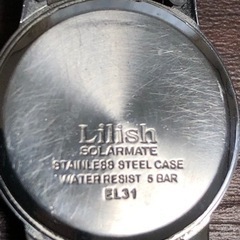 Lilish
SOLARMATE
STAINLESS STEEL CASE
WATER RESIST 5 BAR
EL31